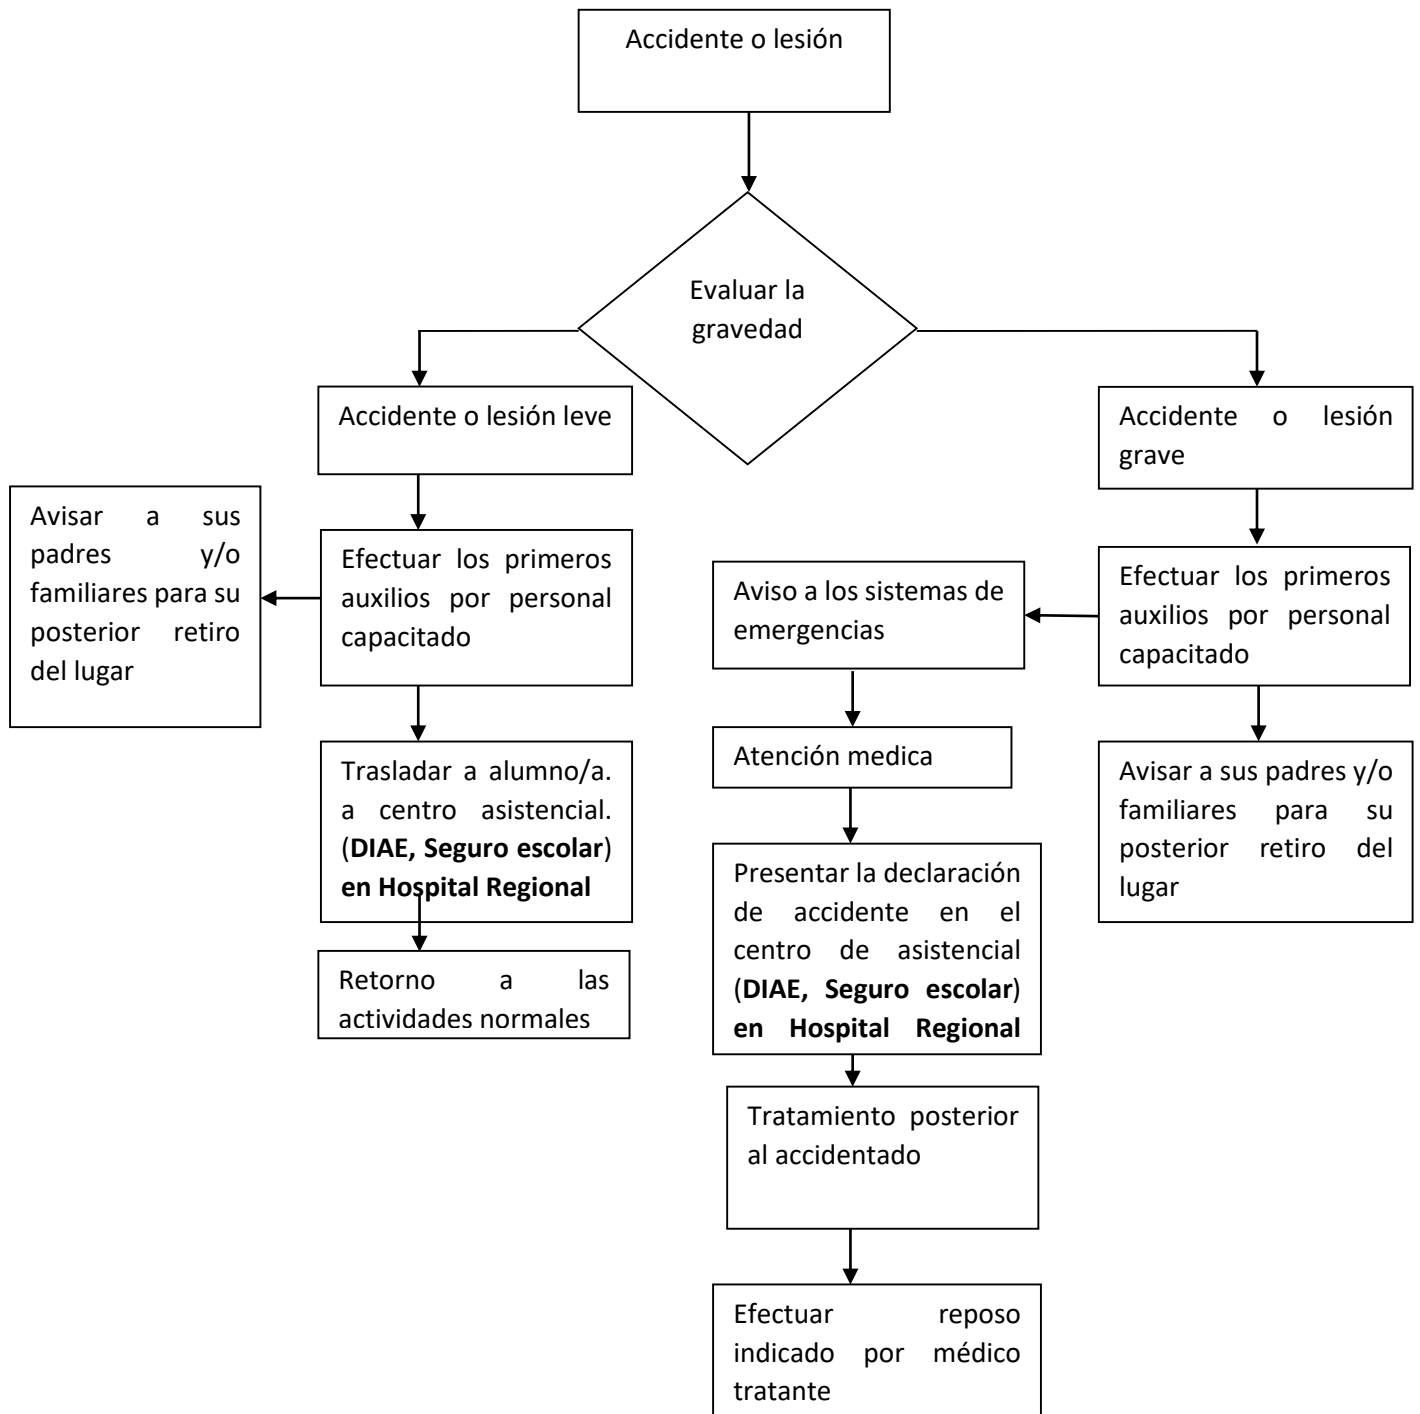 Accidente o lesión
Evaluar la
gravedad
Accidente o lesión leve
Accidente o lesión
grave
Avisar a sus
padres y/o
familiares para su
posterior retiro
del lugar
Efectuar los primeros
auxilios por personal
capacitado
Aviso a los sistemas de
emergencias
Efectuar los primeros
auxilios por personal
capacitado
Trasladar a alumno/a.
a centro asistencial.
(DIAE, Seguro escolar)
en Hospital Regional
Atención medica
Avisar a sus padres y/o
familiares para su
posterior retiro del
lugar
Presentar la declaración
de accidente en el
centro de asistencial
(DIAE, Seguro escolar)
en Hospital Regional
Retorno a las
actividades normales
Tratamiento posterior
al accidentado
Efectuar reposo
indicado por médico
tratante